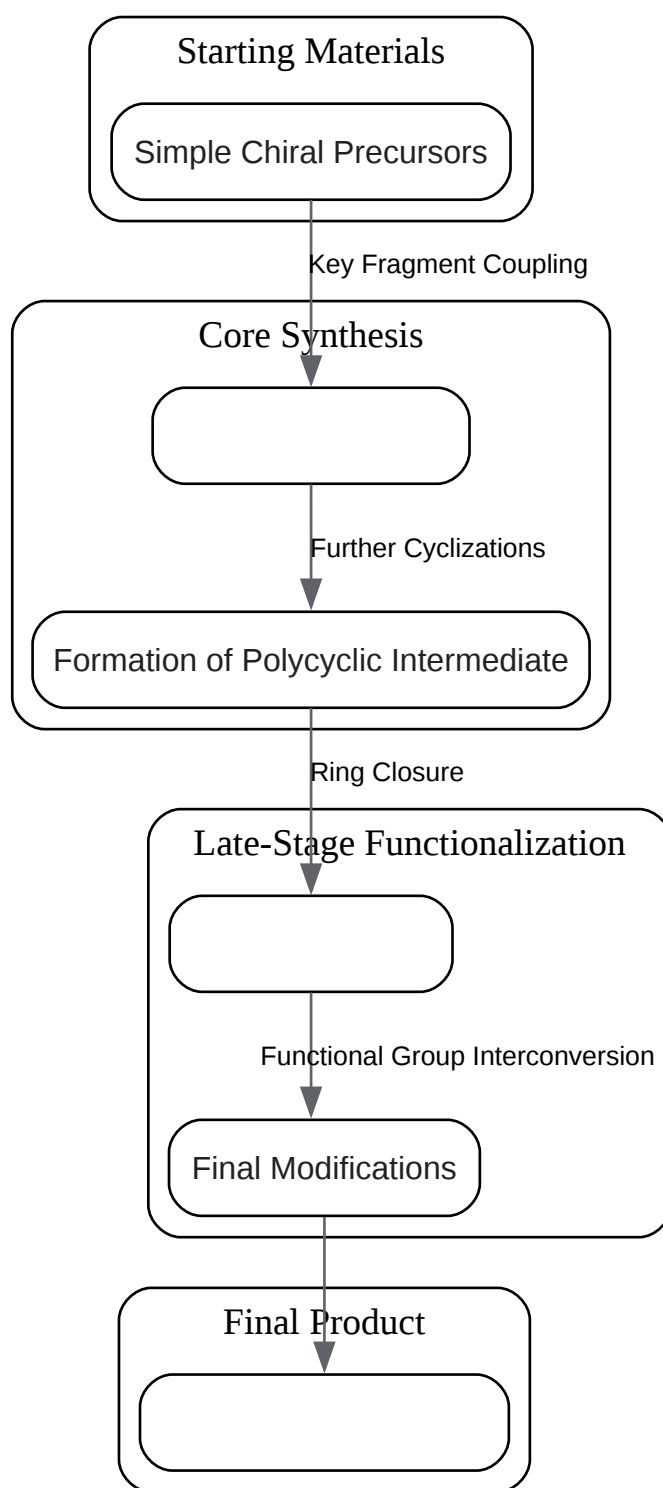 Starting Materials
Simple Chiral Precursors
Key Fragment Coupling
Core Synthesis
Further Cyclizations
Formation of Polycyclic Intermediate
Ring Closure
Late-Stage Functionalization
Functional Group Interconversion
Final Modifications
Final Product